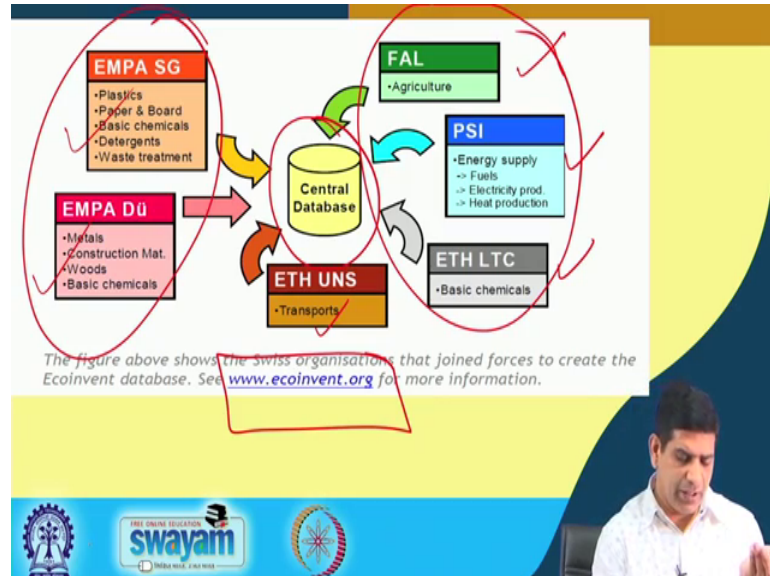 EMPA SG
•Plastics
•Paper & Board
•Basic chemicals
•Detergents
•Waste treatment
FAL
•Agriculture
PSI
•Energy supply
-> Fuels
-> Electricity prod.
-> Heat production
Central
Database
EMPA Dü
•Metals
•Construction Mat.
•Woods
•Basic chemicals
ETH UNS
•Transports
ETH LTC
•Basic chemicals
The figure above shows the Swiss organisations that joined forces to create the
Ecoinvent database. See www.ecoinvent.org for more information.
FREE ONLINE EDUCATION
swayam